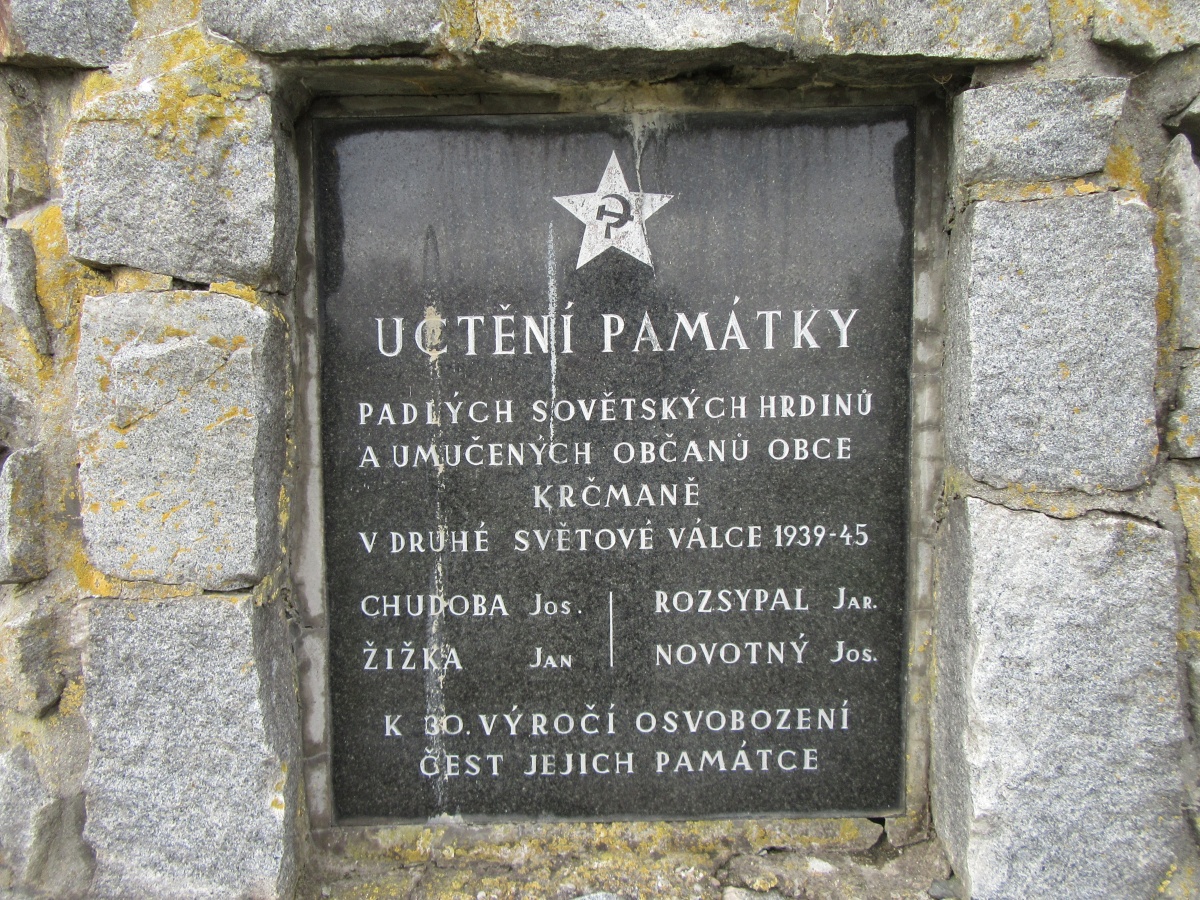 UCTĚNÍ PAMÁTKY
PADLÝCH SOVĚTSKÝCH HRDINŮ
A UMUČENÝCH OBČANŮ OBCE
KRČMANĚ
V DRUHÉ SVĚTOVÉ VÁLCE 1939-45
CHUDOBA JOS. ROZSYPAL JAR.
ŽIŽKA JAN NOVOTNÝ JOS.
K 30. VÝROČÍ OSVOBOZENÍ
ČEST JEJICH PAMÁTCE